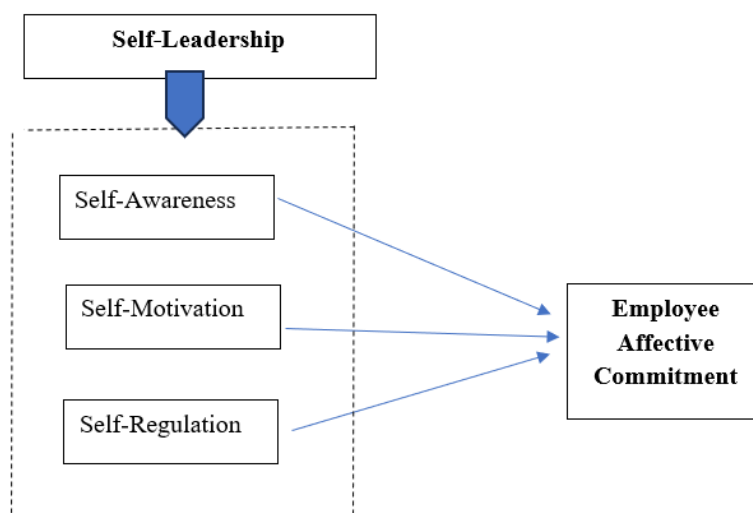 Self-Leadership
Self-Awareness
Self-Motivation
Self-Regulation
Employee
Affective
Commitment